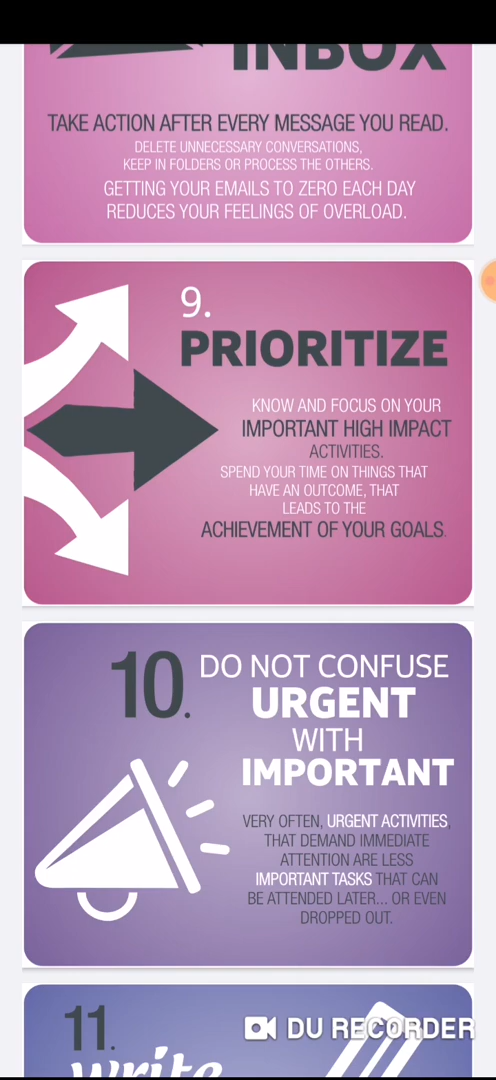 INBOX
TAKE ACTION AFTER EVERY MESSAGE YOU READ.
DELETE UNNECESSARY CONVERSATIONS,
KEEP IN FOLDERS OR PROCESS THE OTHERS.
GETTING YOUR EMAILS TO ZERO EACH DAY
REDUCES YOUR FEELINGS OF OVERLOAD.
9.
PRIORITIZE
KNOW AND FOCUS ON YOUR
IMPORTANT HIGH IMPACT
ACTIVITIES.
SPEND YOUR TIME ON THINGS THAT
HAVE AN OUTCOME, THAT
LEADS TO THE
ACHIEVEMENT OF YOUR GOALS.
10. DO NOT CONFUSE
URGENT
WITH
IMPORTANT
VERY OFTEN, URGENT ACTIVITIES,
THAT DEMAND IMMEDIATE
ATTENTION ARE LESS
IMPORTANT TASKS THAT CAN
BE ATTENDED LATER... OR EVEN
DROPPED OUT.
11.
DU RECORDER
write